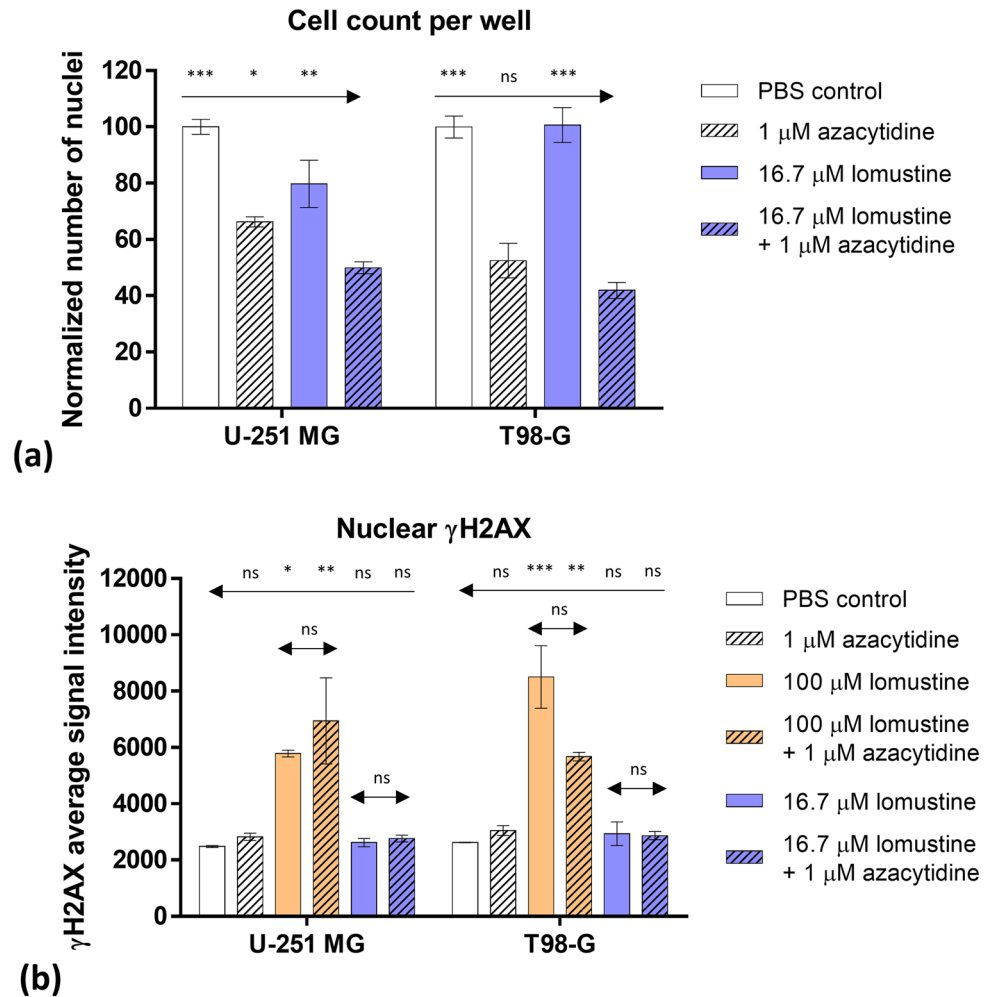 Cell count per well
Normalized number of nuclei
120
100
80
60
40
20
0
*** * ** *** ns ***
U-251 MG T98-G
PBS control
1 μM azacytidine
16.7 μM lomustine
16.7 μM lomustine
+ 1 μM azacytidine
(a)
Nuclear γH2AX
γH2AX average signal intensity
12000
10000
8000
6000
4000
2000
0
ns * ** ns ns ns *** ** ns ns
ns ns
ns ns
U-251 MG T98-G
PBS control
1 μM azacytidine
100 μM lomustine
100 μM lomustine
+ 1 μM azacytidine
16.7 μM lomustine
16.7 μM lomustine
+ 1 μM azacytidine
(b)